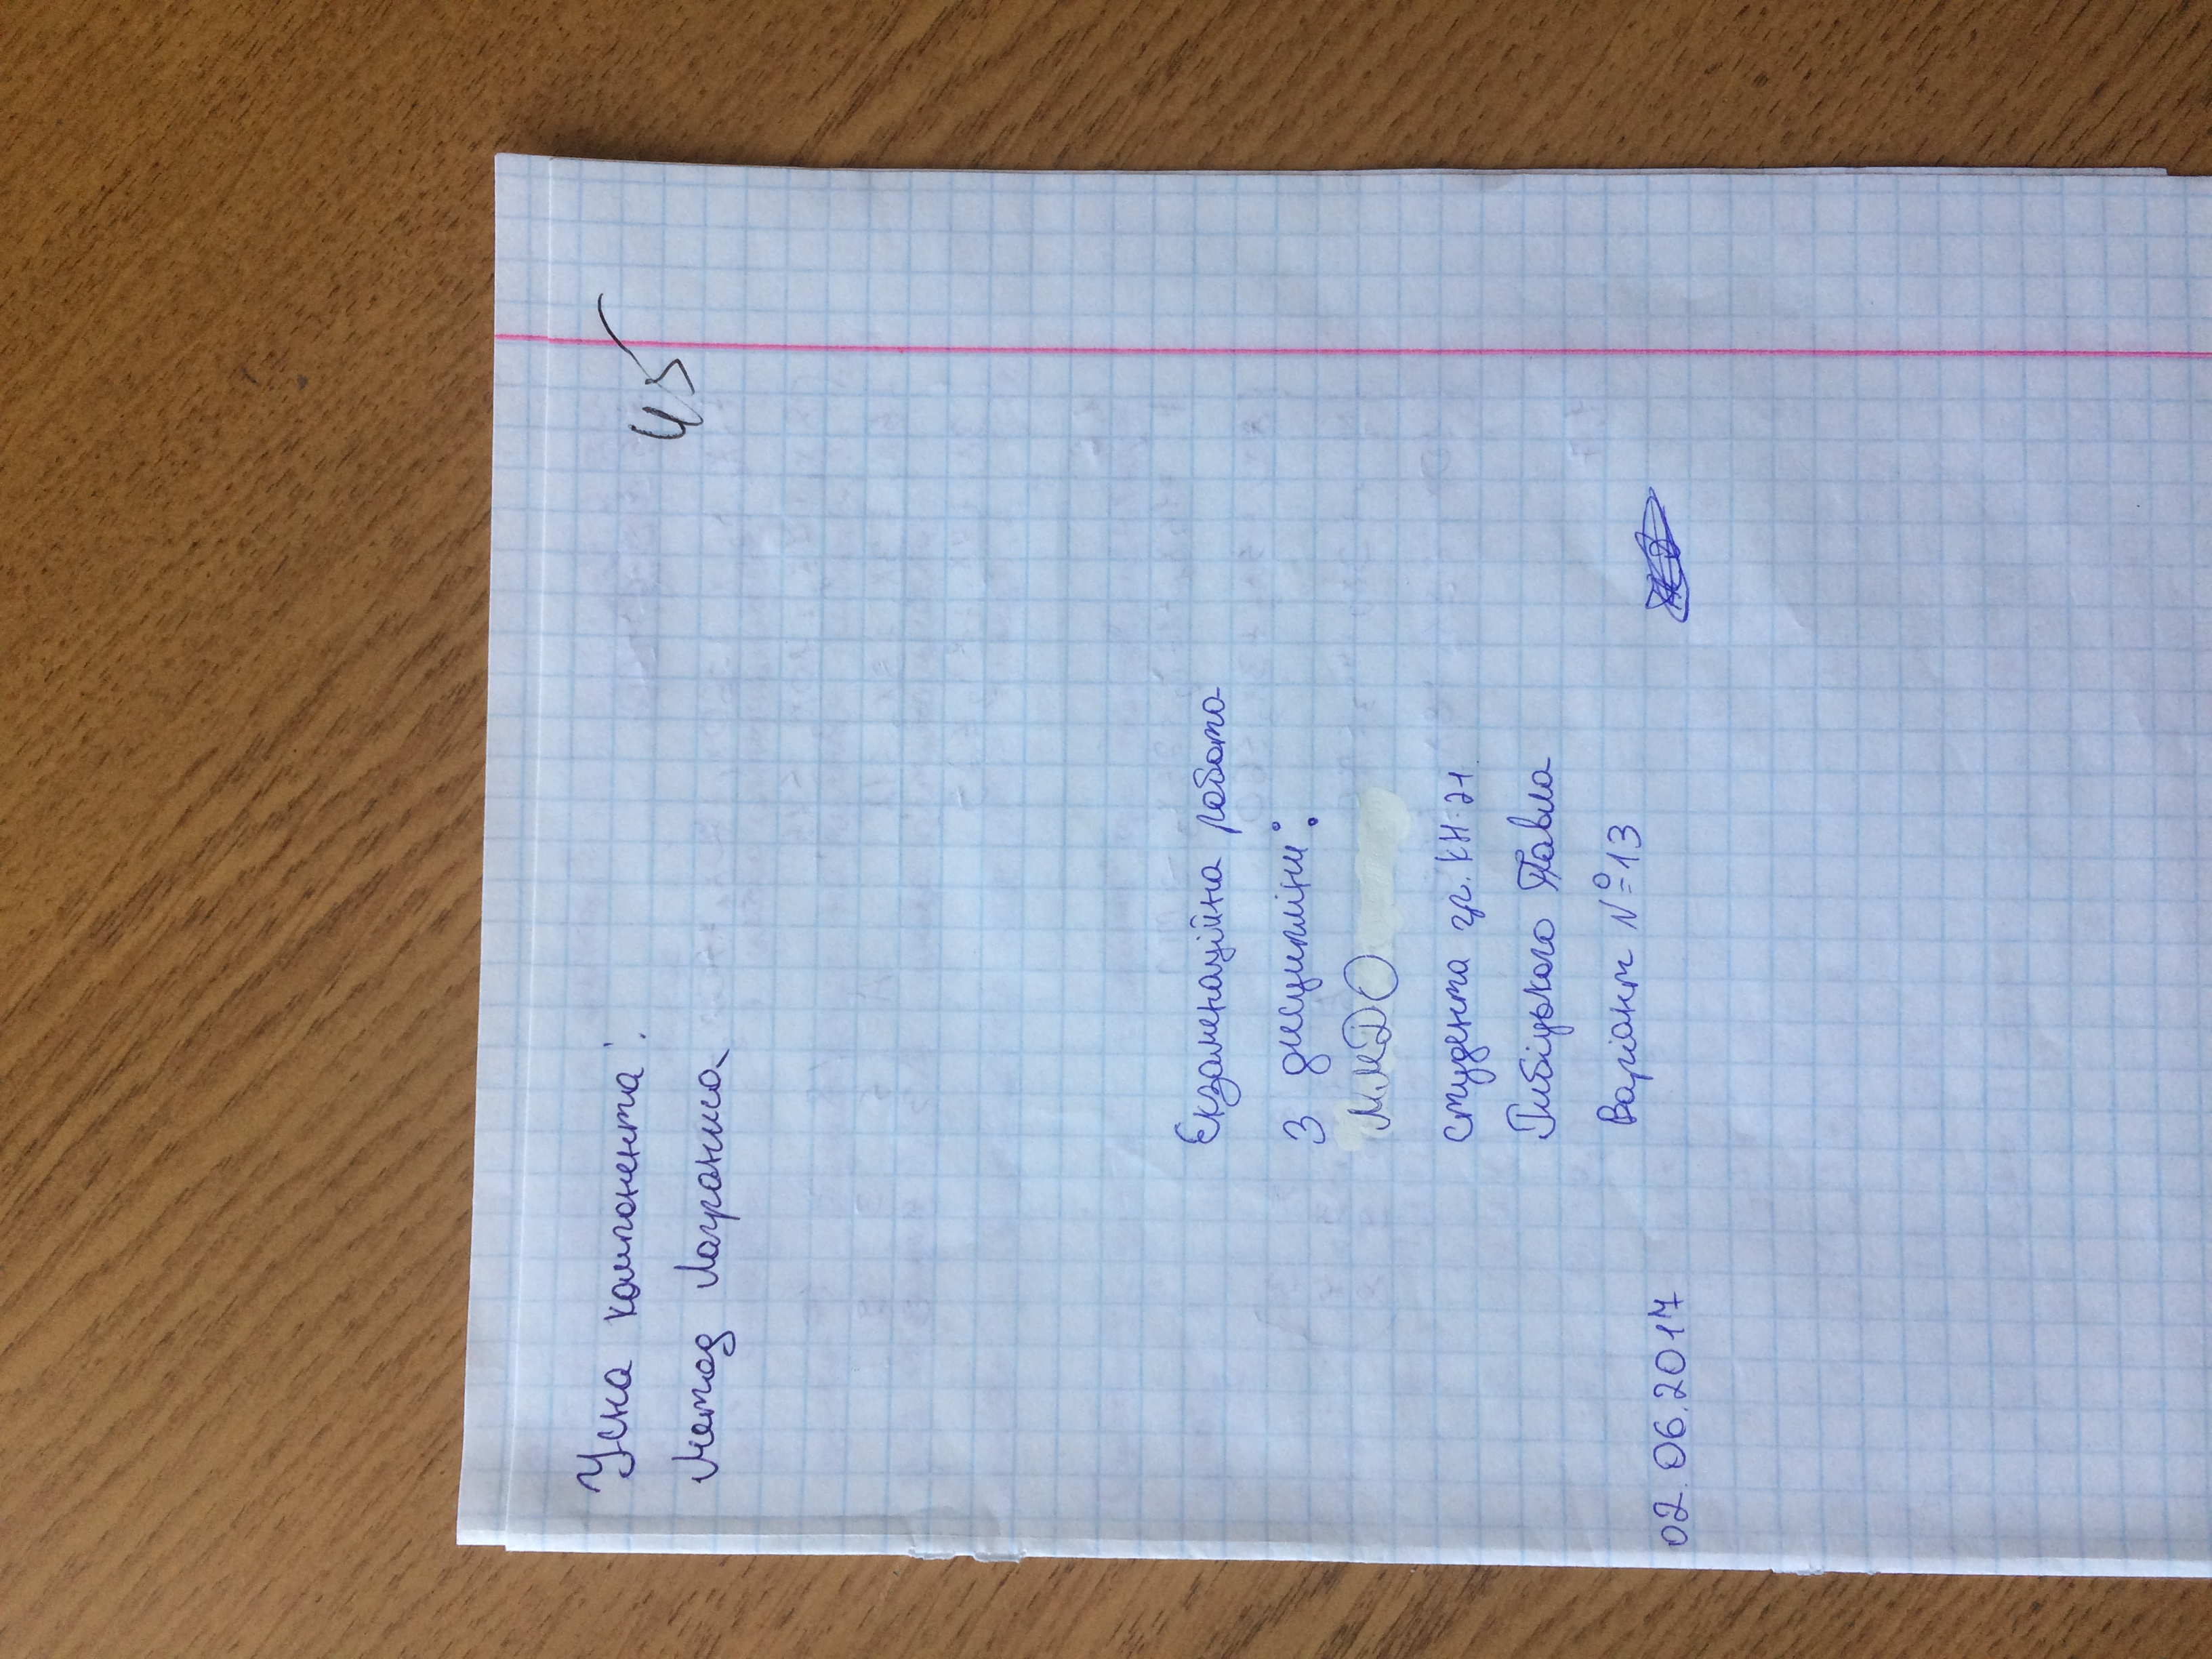 Усна компонента:
45
Метод Лагранжа
Екзаменаційна робота
з дисципліни:
ММДО
студента гр. КН-21
Гибіцького Павла
Варіант №13
02.06.2017